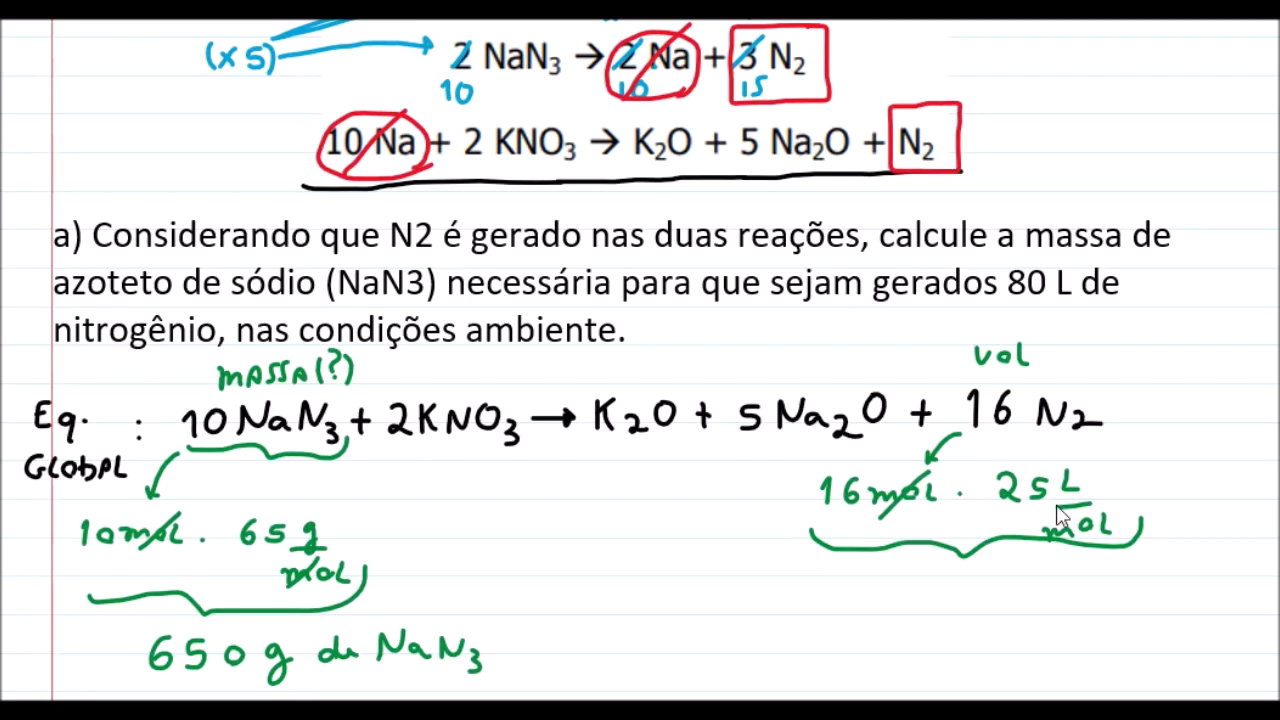 (x5) 2 NaN₃ → 2 Na + 3 N₂
10 10 15
10 Na + 2 KNO₃ → K₂O + 5 Na₂O + N₂
a) Considerando que N2 é gerado nas duas reações, calcule a massa de
azoteto de sódio (NaN3) necessária para que sejam gerados 80 L de
nitrogênio, nas condições ambiente.
MASSA(?) vol
Eq. : 10 NaN₃ + 2KNO₃ → K₂O + 5 Na₂O + 16 N₂
GLOBAL
10 mol . 65 g/mol 16 mol . 25 L/mol
650 g de NaN₃